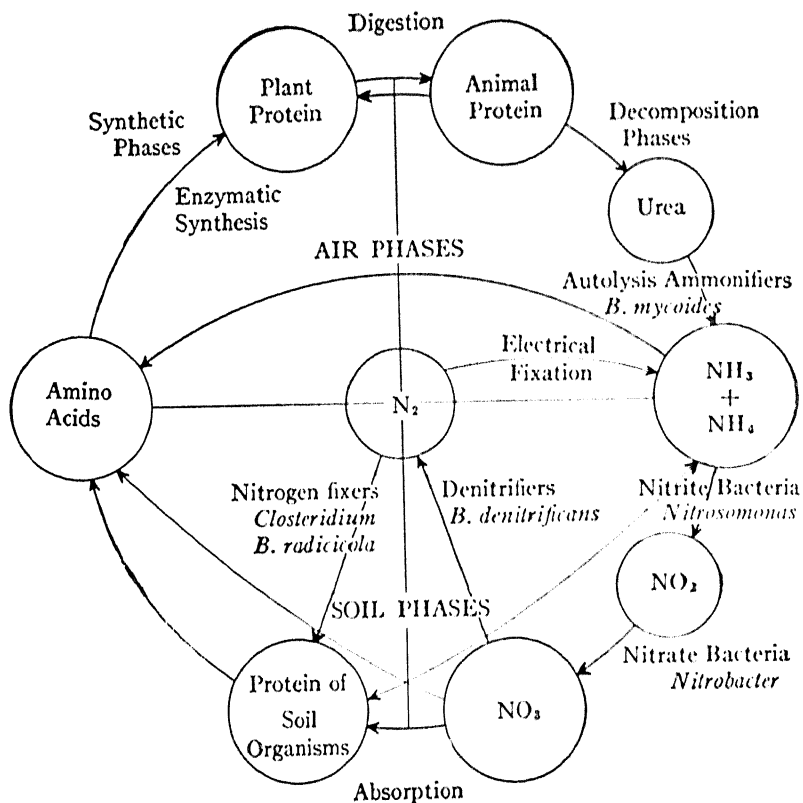 Digestion
Plant
Protein
Animal
Protein
Synthetic
Phases
Decomposition
Phases
Enzymatic
Synthesis
Urea
AIR PHASES
Autolysis Ammonifiers
B. mycoides
Electrical
Fixation
Amino
Acids
N₂
NH₃
+
NH₄
Nitrogen fixers
Closteridium
B. radicicola
Denitrifiers
B. denitrificans
Nitrite Bacteria
Nitrosomonas
NO₂
SOIL PHASES
Nitrate Bacteria
Nitrobacter
Protein of
Soil
Organisms
NO₃
Absorption